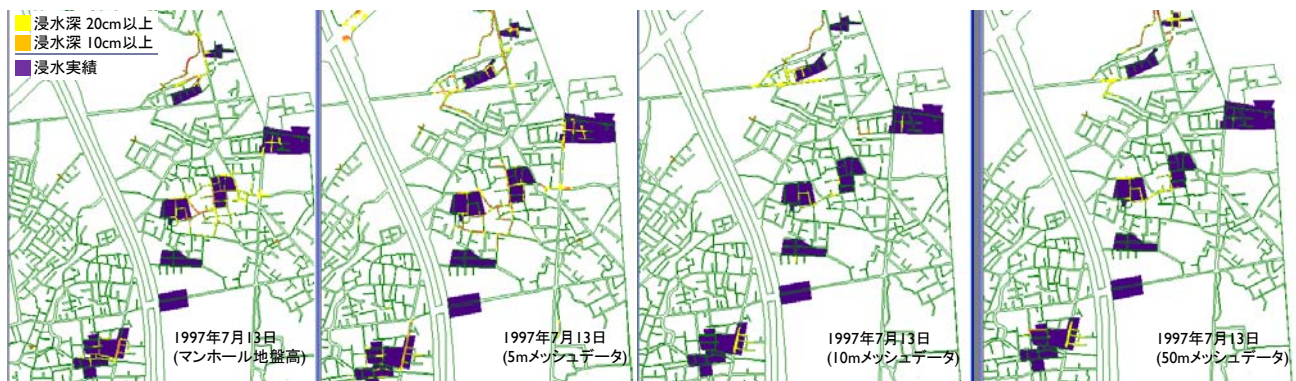 浸水深 20cm以上
浸水深 10cm以上
浸水実績
1997年7月13日
(マンホール地盤高)
1997年7月13日
(5mメッシュデータ)
1997年7月13日
(10mメッシュデータ)
1997年7月13日
(50mメッシュデータ)